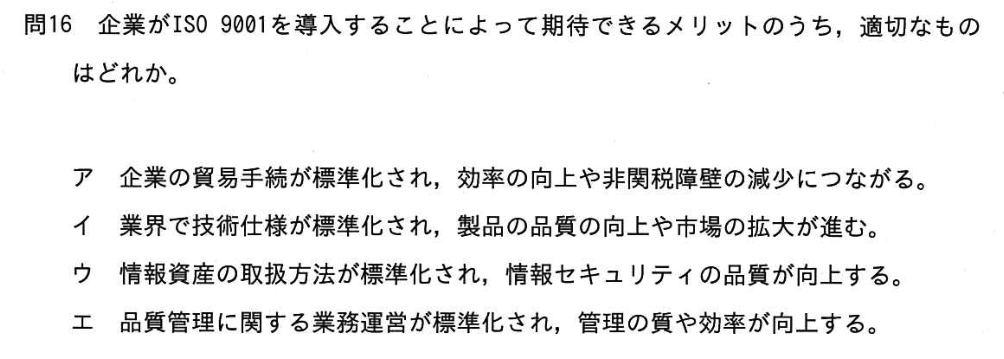 問16 企業がISO 9001を導入することによって期待できるメリットのうち，適切なもの
はどれか。
ア 企業の貿易手続が標準化され，効率の向上や非関税障壁の減少につながる。
イ 業界で技術仕様が標準化され，製品の品質の向上や市場の拡大が進む。
ウ 情報資産の取扱方法が標準化され，情報セキュリティの品質が向上する。
エ 品質管理に関する業務運営が標準化され，管理の質や効率が向上する。